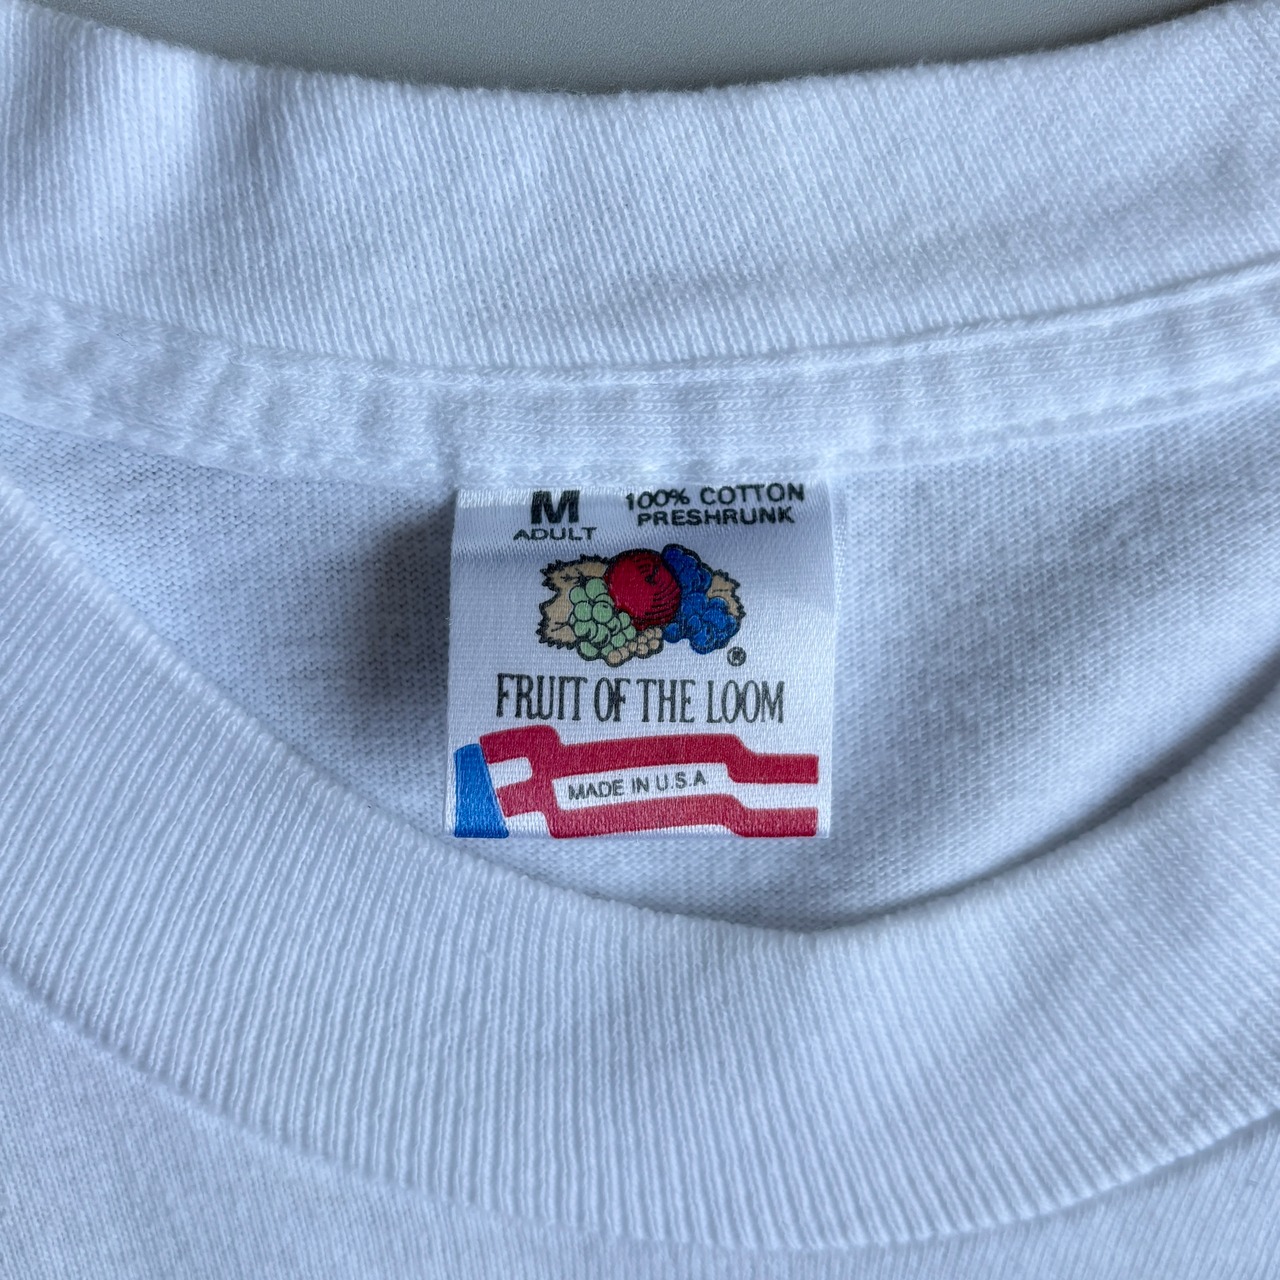 M
ADULT
100% COTTON
PRESHRUNK
®
FRUIT OF THE LOOM
MADE IN U.S.A